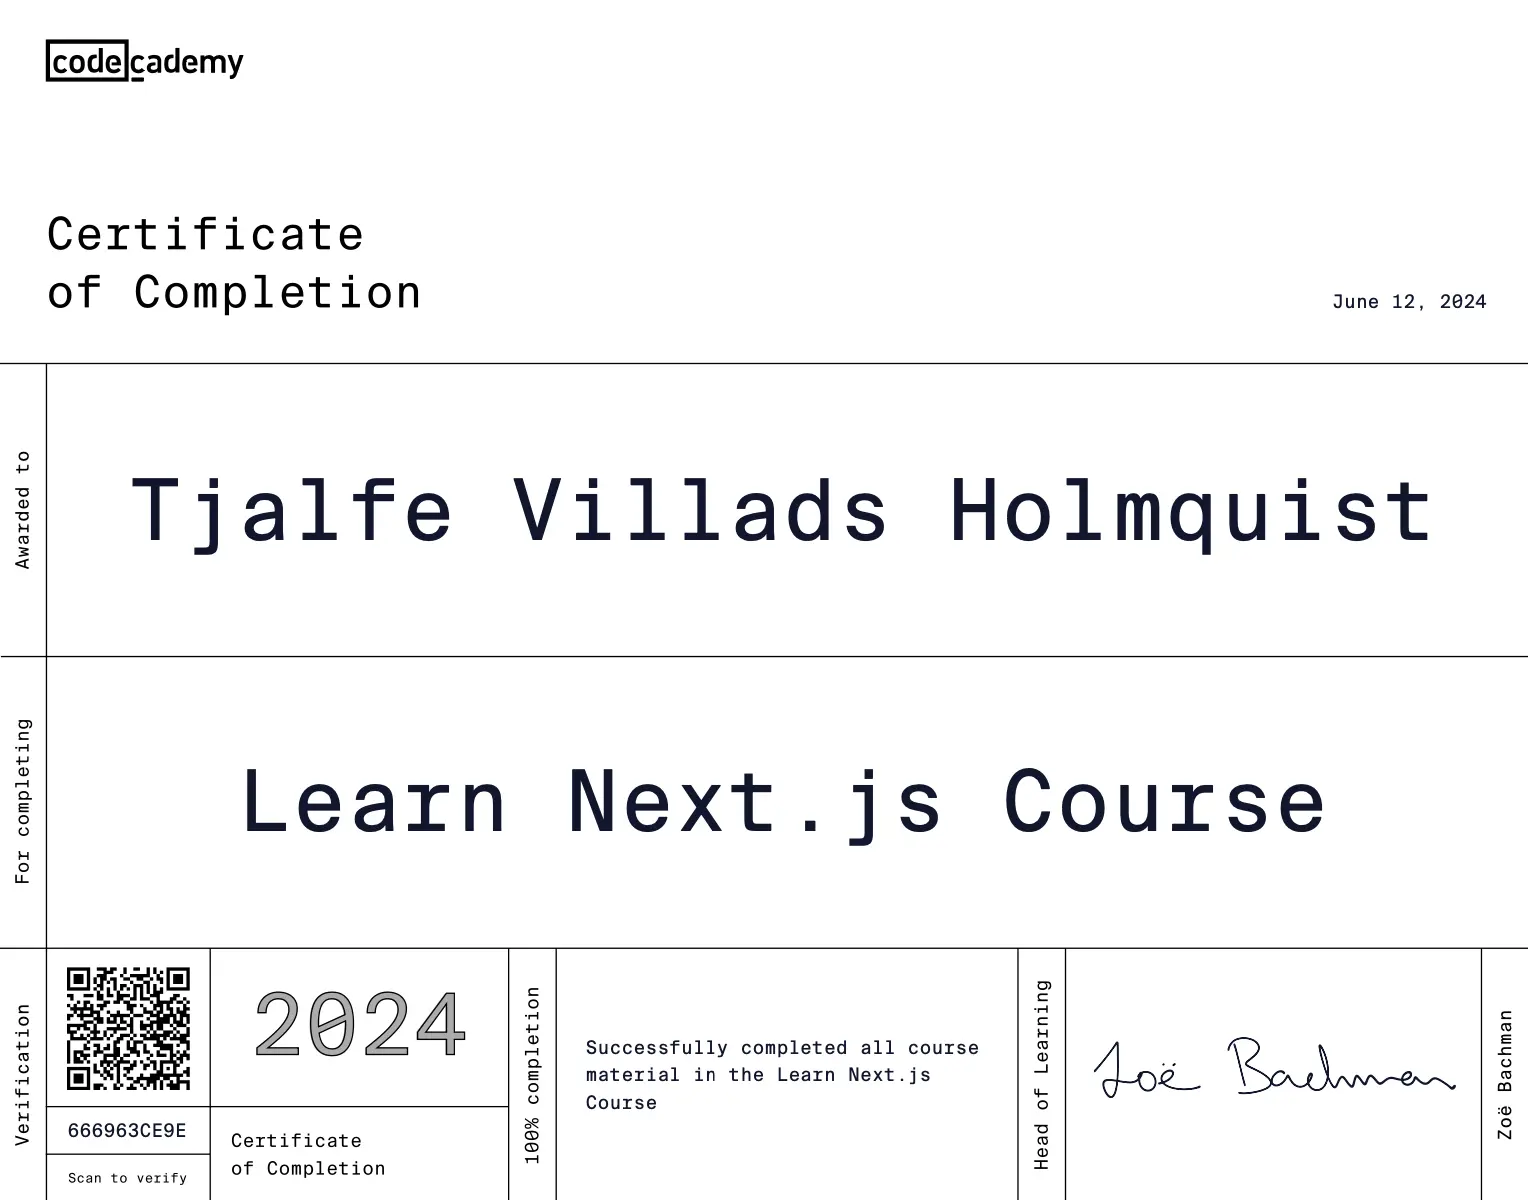 codecademy
Certificate
of Completion
June 12, 2024
Awarded to
Tjalfe Villads Holmquist
For completing
Learn Next.js Course
Verification
666963CE9E
Scan to verify
2024
Certificate
of Completion
100% completion
Successfully completed all course
material in the Learn Next.js
Course
Head of Learning
Zoë Bachman
Zoë Bachman